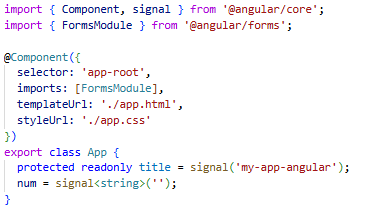 import { Component, signal } from '@angular/core';
import { FormsModule } from '@angular/forms';

@Component({
  selector: 'app-root',
  imports: [FormsModule],
  templateUrl: './app.html',
  styleUrl: './app.css'
})
export class App {
  protected readonly title = signal('my-app-angular');
  num = signal<string>('');
}